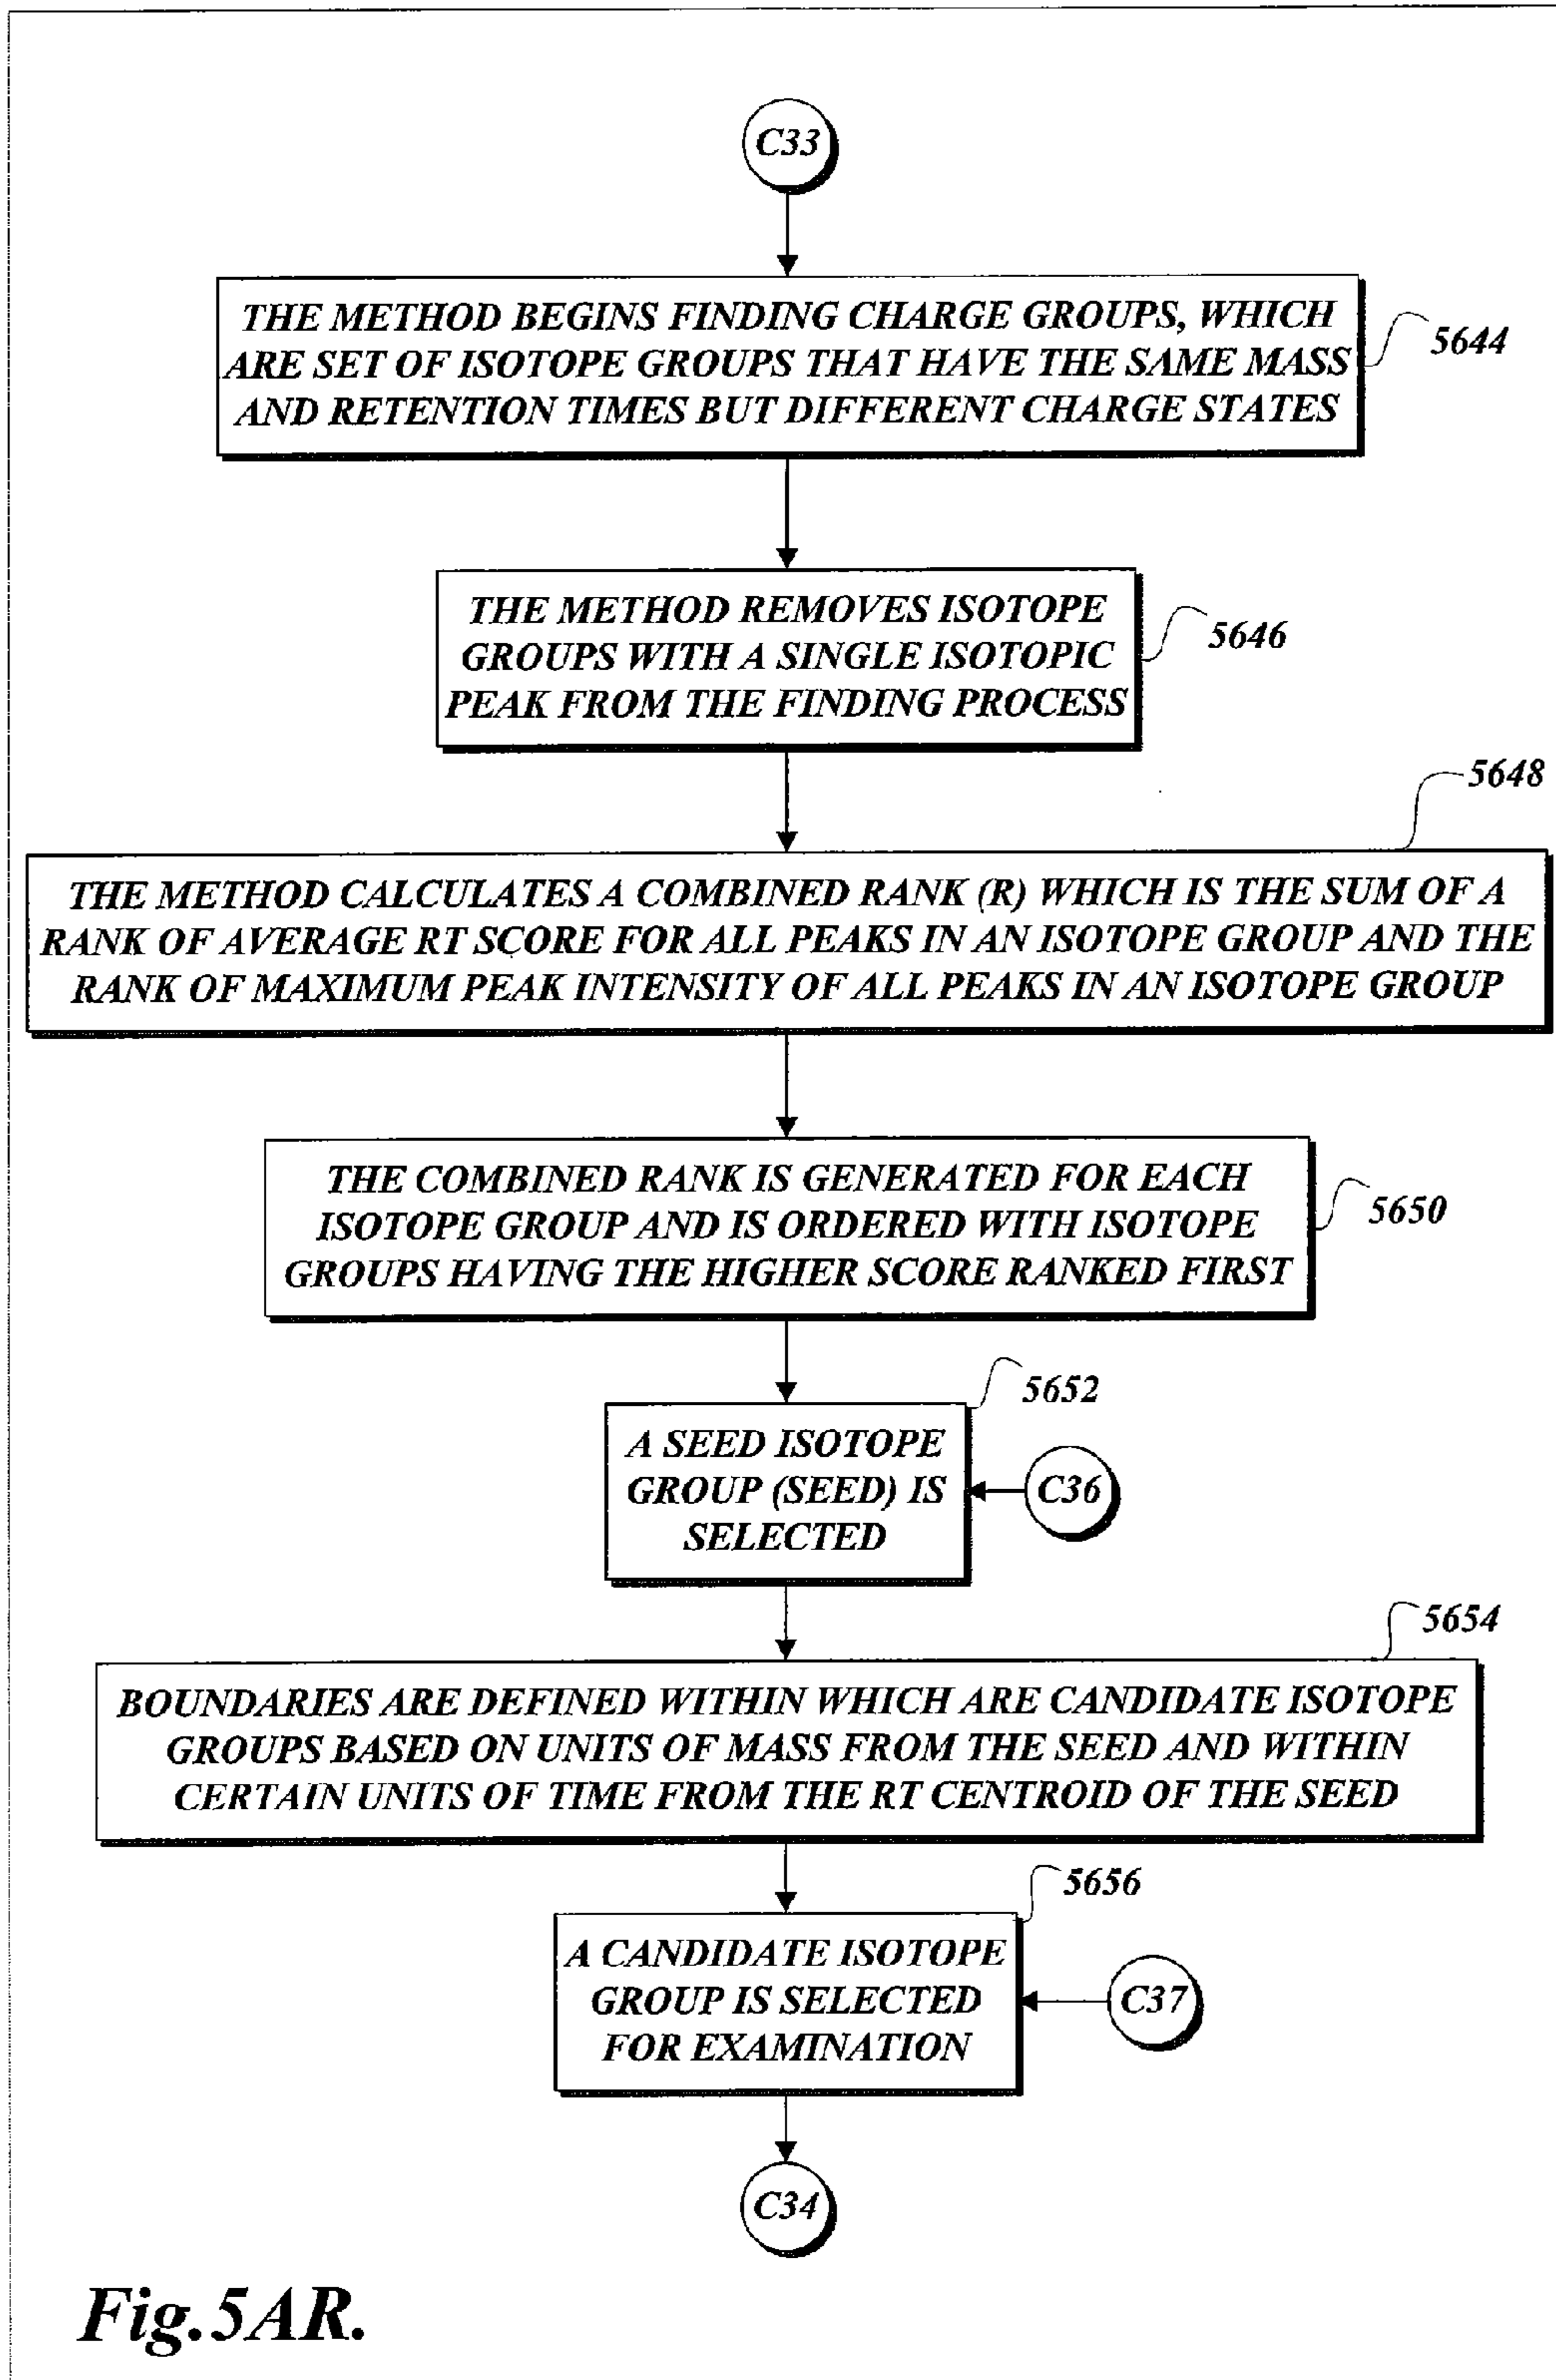 C33
THE METHOD BEGINS FINDING CHARGE GROUPS, WHICH
ARE SET OF ISOTOPE GROUPS THAT HAVE THE SAME MASS
AND RETENTION TIMES BUT DIFFERENT CHARGE STATES
5644
THE METHOD REMOVES ISOTOPE
GROUPS WITH A SINGLE ISOTOPIC
PEAK FROM THE FINDING PROCESS
5646
5648
THE METHOD CALCULATES A COMBINED RANK (R) WHICH IS THE SUM OF A
RANK OF AVERAGE RT SCORE FOR ALL PEAKS IN AN ISOTOPE GROUP AND THE
RANK OF MAXIMUM PEAK INTENSITY OF ALL PEAKS IN AN ISOTOPE GROUP
THE COMBINED RANK IS GENERATED FOR EACH
ISOTOPE GROUP AND IS ORDERED WITH ISOTOPE
GROUPS HAVING THE HIGHER SCORE RANKED FIRST
5650
5652
A SEED ISOTOPE
GROUP (SEED) IS
SELECTED
C36
5654
BOUNDARIES ARE DEFINED WITHIN WHICH ARE CANDIDATE ISOTOPE
GROUPS BASED ON UNITS OF MASS FROM THE SEED AND WITHIN
CERTAIN UNITS OF TIME FROM THE RT CENTROID OF THE SEED
5656
A CANDIDATE ISOTOPE
GROUP IS SELECTED
FOR EXAMINATION
C37
C34
Fig.5AR.